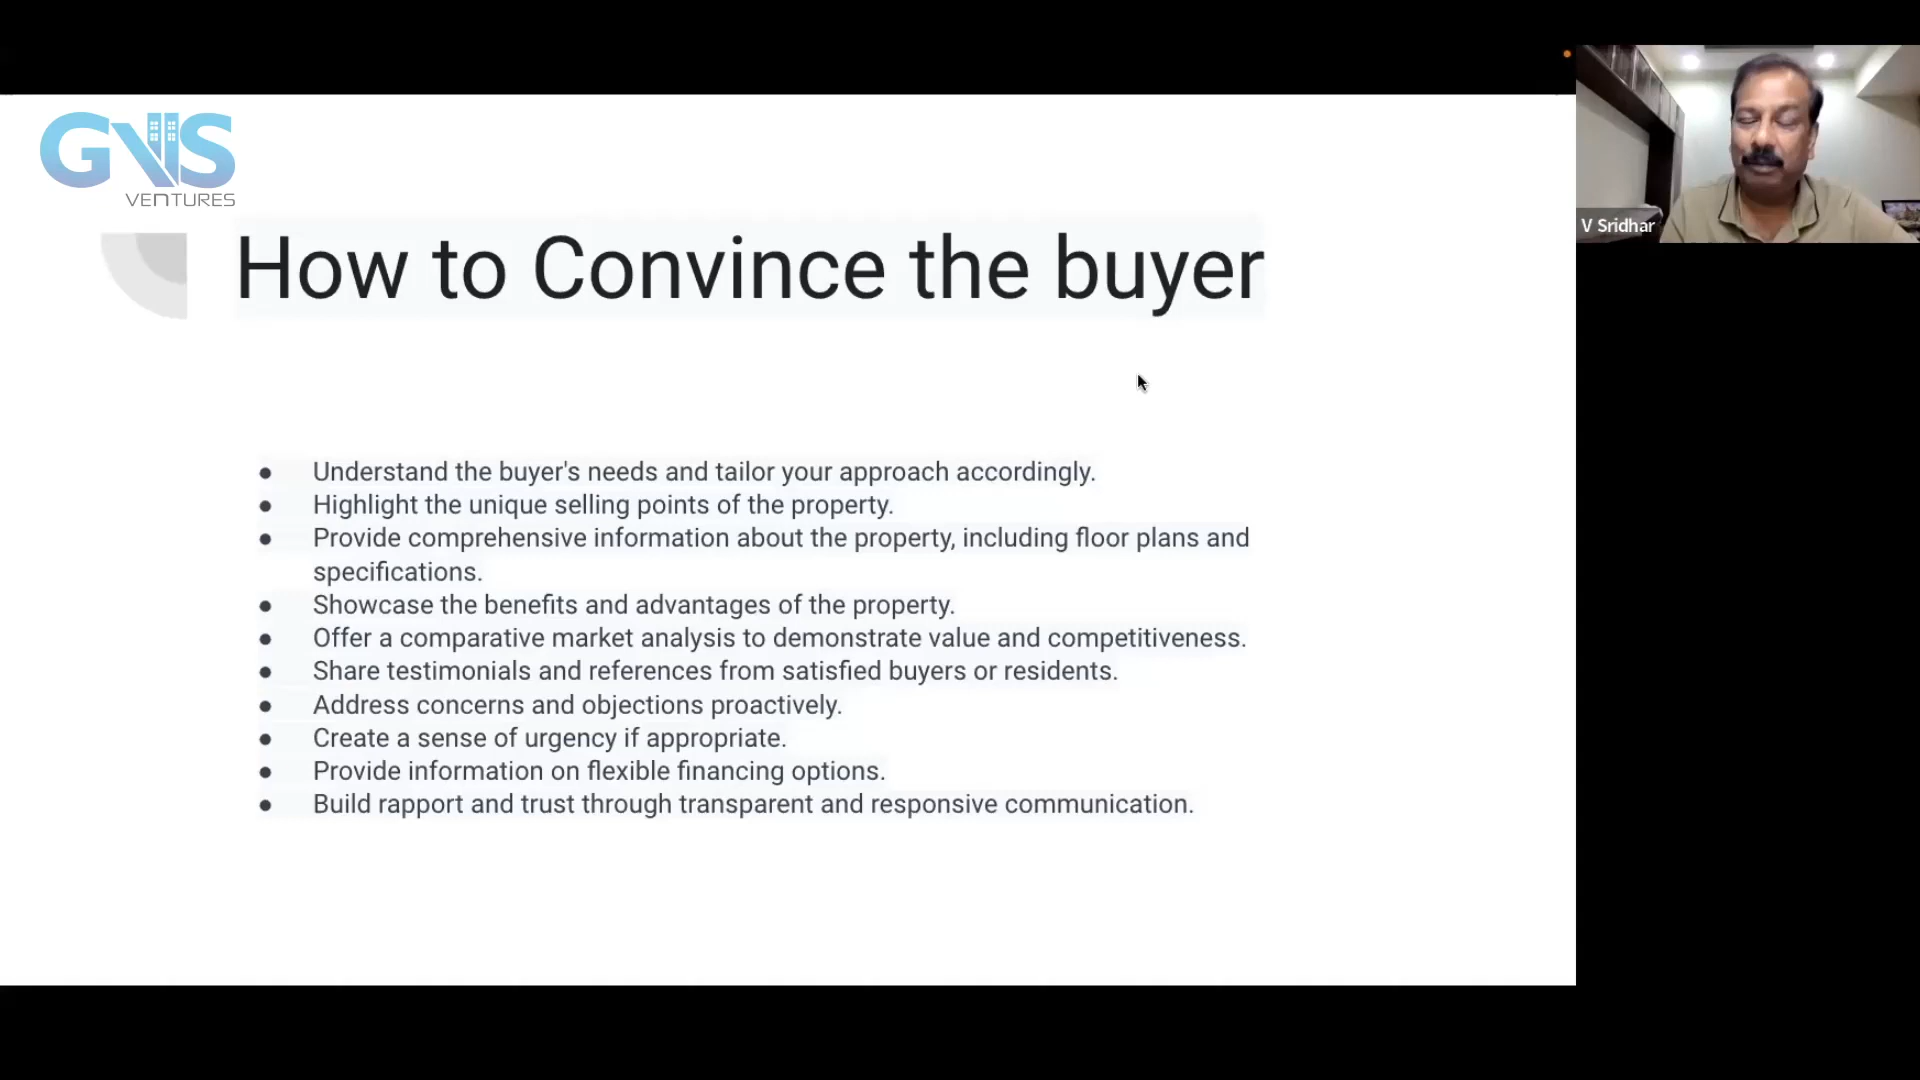 GVS
VENTURES
How to Convince the buyer
● Understand the buyer's needs and tailor your approach accordingly.
● Highlight the unique selling points of the property.
● Provide comprehensive information about the property, including floor plans and
specifications.
● Showcase the benefits and advantages of the property.
● Offer a comparative market analysis to demonstrate value and competitiveness.
● Share testimonials and references from satisfied buyers or residents.
● Address concerns and objections proactively.
● Create a sense of urgency if appropriate.
● Provide information on flexible financing options.
● Build rapport and trust through transparent and responsive communication.
V Sridhar